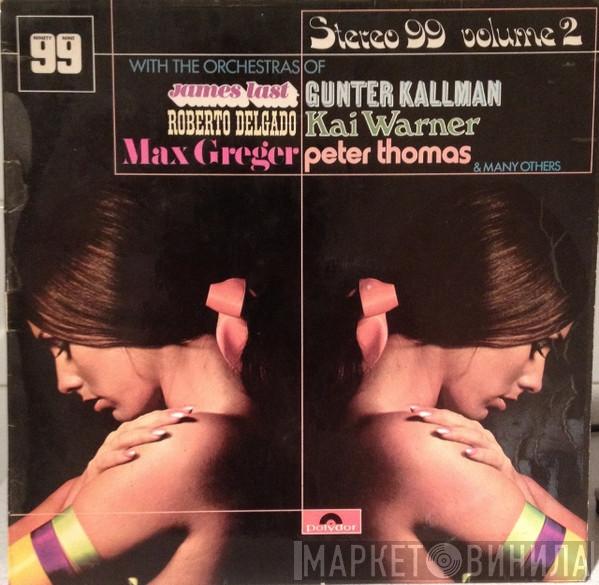 NINETY NINE
99
Stereo 99 volume 2
WITH THE ORCHESTRAS OF
james last GUNTER KALLMAN
ROBERTO DELGADO Kai Warner
Max Greger peter thomas
& MANY OTHERS
polydor
МАРКЕТ ВИНИЛА